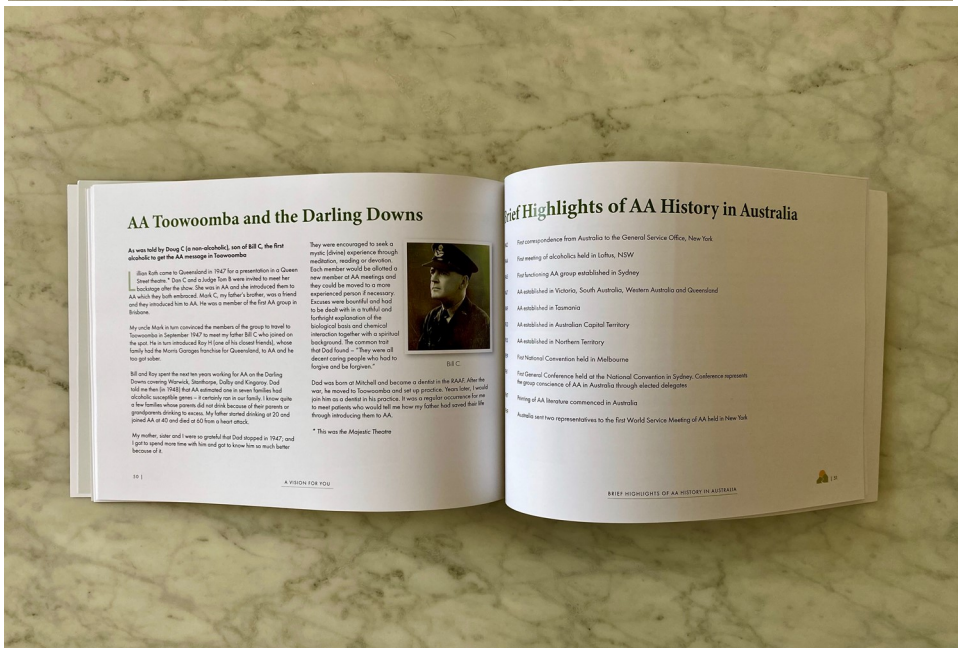 AA Toowoomba and the Darling Downs
As was told by Doug C (a non-alcoholic), son of Bill C, the first
alcoholic to get the AA message in Toowoomba
Lillian Roth came to Queensland in 1947 for a presentation in a Queen
Street theatre.* Dan C and a Judge Tom B were invited to meet her
backstage after the show. She was in AA and she introduced them to
AA which they both embraced. Mark C, my father's brother, was a friend
and they introduced him to AA. He was a member of the first AA group in
Brisbane.
My uncle Mark in turn convinced the members of the group to travel to
Toowoomba in September 1947 to meet my father Bill C who joined on
the spot. He in turn introduced Roy H (one of his closest friends), whose
family had the Morris Garages franchise for Queensland, to AA and he
too got sober.
Bill and Roy spent the next ten years working for AA on the Darling
Downs covering Warwick, Stanthorpe, Dalby and Kingaroy. Dad
told me then (in 1948) that AA estimated one in seven families had
alcoholic susceptible genes – it certainly ran in our family. I know quite
a few families whose parents did not drink because of their parents or
grandparents drinking to excess. My father started drinking at 20 and
joined AA at 40 and died at 60 from a heart attack.
My mother, sister and I were so grateful that Dad stopped in 1947; and
I got to spend more time with him and got to know him so much better
because of it.
They were encouraged to seek a
mystic (divine) experience through
meditation, reading or devotion.
Each member would be allotted a
new member at AA meetings and
they could be moved to a more
experienced person if necessary.
Excuses were bountiful and had
to be dealt with in a truthful and
forthright explanation of the
biological basis and chemical
interaction together with a spiritual
background. The common trait
that Dad found – "They were all
decent caring people who had to
forgive and be forgiven."
Bill C
Dad was born at Mitchell and became a dentist in the RAAF. After the
war, he moved to Toowoomba and set up practice. Years later, I would
join him as a dentist in his practice. It was a regular occurrence for me
to meet patients who would tell me how my father had saved their life
through introducing them to AA.
* This was the Majestic Theatre
10 |
A VISION FOR YOU
Brief Highlights of AA History in Australia
First correspondence from Australia to the General Service Office, New York
First meeting of alcoholics held in Loftus, NSW
First functioning AA group established in Sydney
AA established in Victoria, South Australia, Western Australia and Queensland
AA established in Tasmania
AA established in Australian Capital Territory
AA established in Northern Territory
First National Convention held in Melbourne
First General Conference held at the National Convention in Sydney. Conference represents
the group conscience of AA in Australia through elected delegates
Printing of AA literature commenced in Australia
Australia sent two representatives to the first World Service Meeting of AA held in New York
BRIEF HIGHLIGHTS OF AA HISTORY IN AUSTRALIA